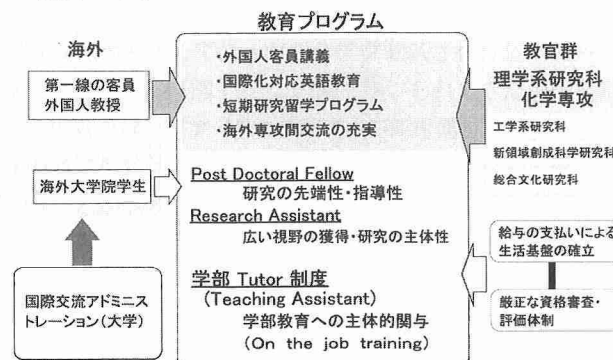 教育プログラム
海外
第一線の客員
外国人教授
海外大学院学生
国際交流アドミニス
トレーション(大学)
・外国人客員講義
・国際化対応英語教育
・短期研究留学プログラム
・海外専攻間交流の充実
Post Doctoral Fellow
研究の先端性・指導性
Research Assistant
広い視野の獲得・研究の主体性
学部 Tutor 制度
(Teaching Assistant)
学部教育への主体的関与
(On the job training)
教官群
理学系研究科
化学専攻
工学系研究科
新領域創成科学研究科
総合文化研究科
給与の支払いによる
生活基盤の確立
厳正な資格審査・
評価体制